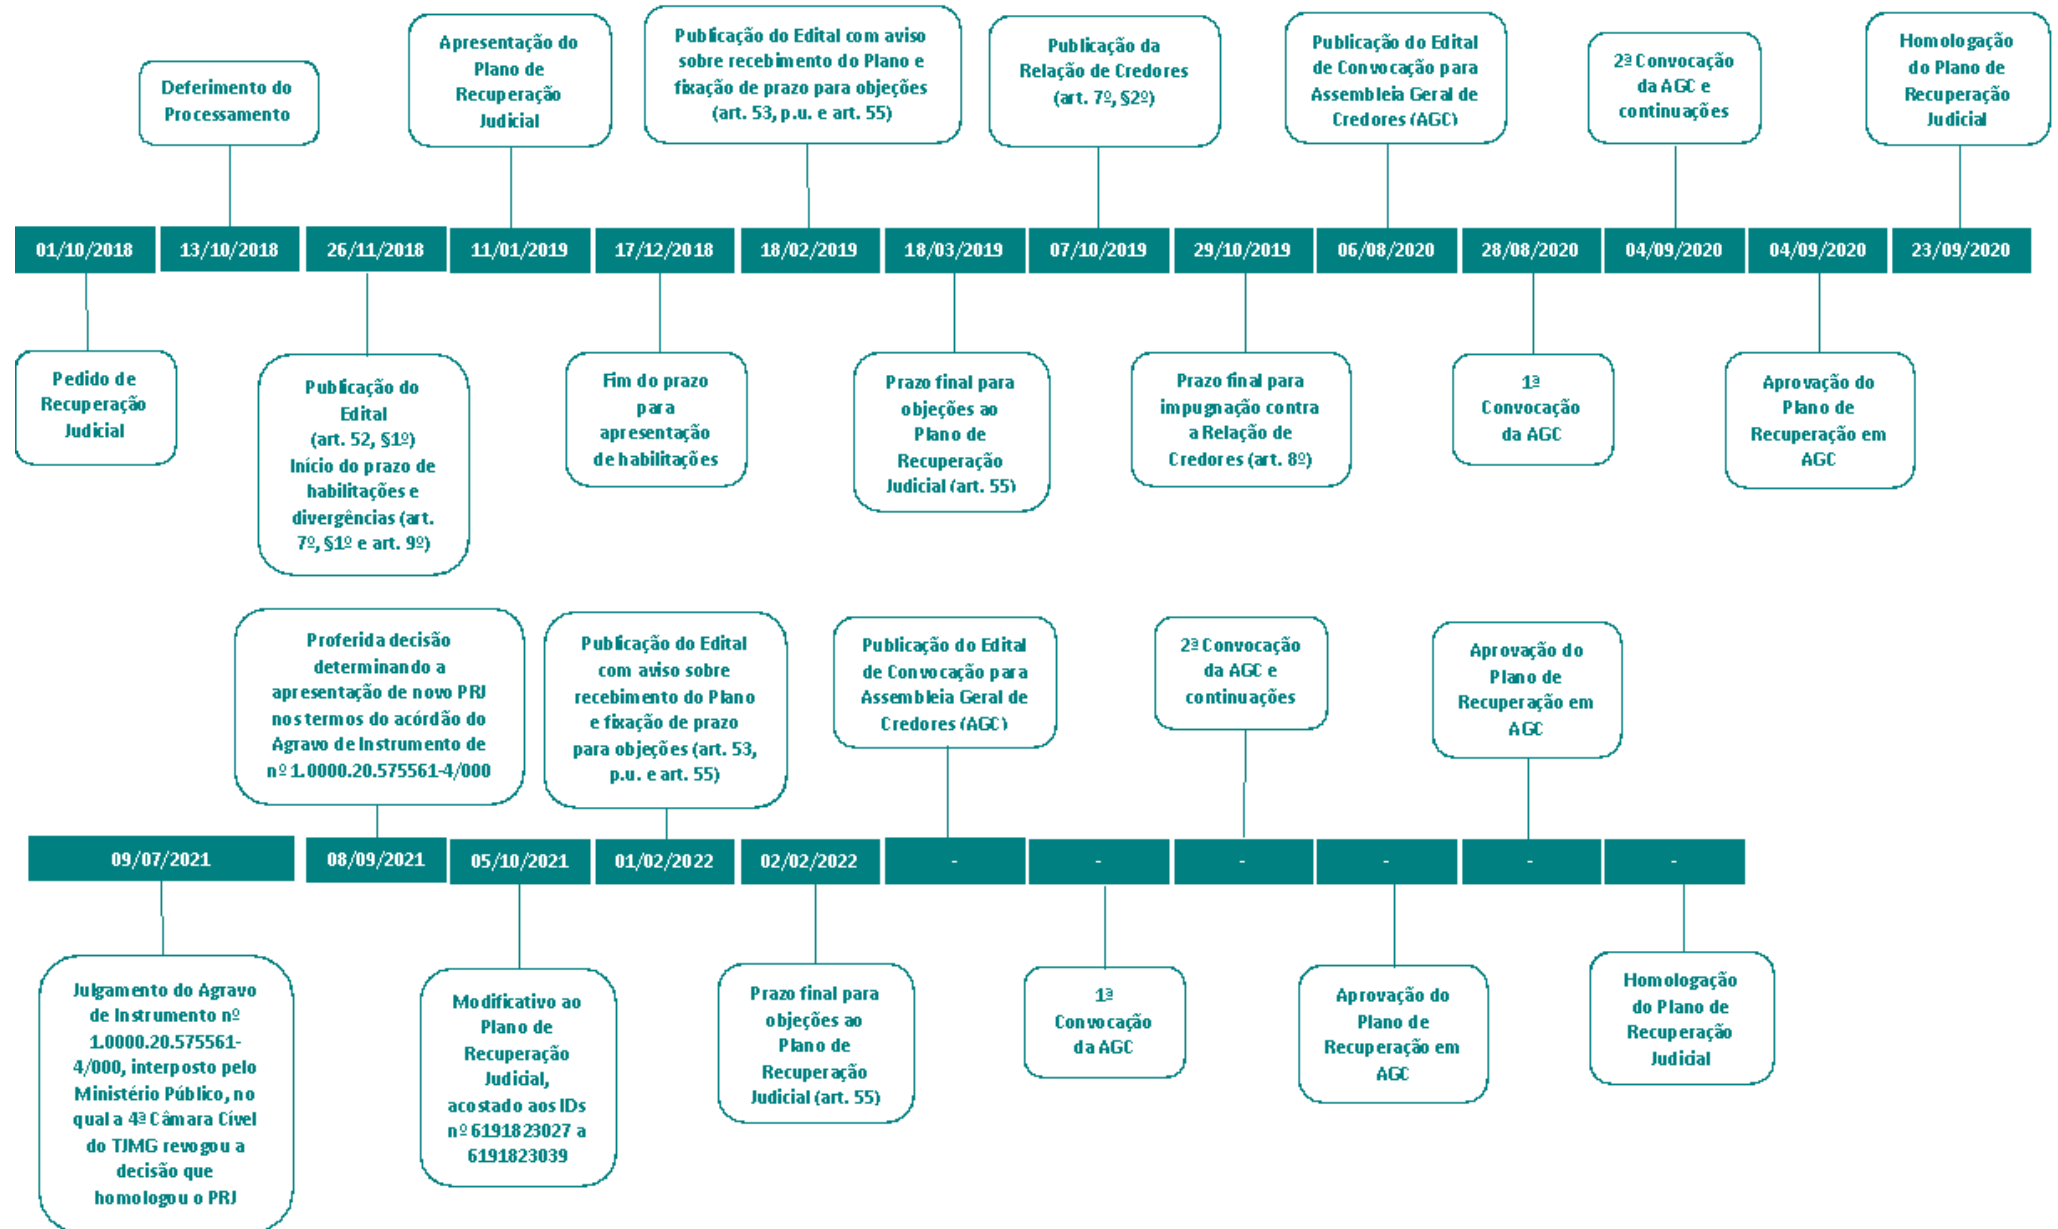 Deferimento do
Processamento
Apresentação do
Plano de
Recuperação
Judicial
Publicação do Edital com aviso
sobre recebimento do Plano e
fixação de prazo para objeções
(art. 53, p.u. e art. 55)
Publicação da
Relação de Credores
(art. 7º, §2º)
Publicação do Edital
de Convocação para
Assembleia Geral de
Credores (AGC)
2ª Convocação
da AGC e
continuações
Homologação
do Plano de
Recuperação
Judicial
01/10/2018
13/10/2018
26/11/2018
11/01/2019
17/12/2018
18/02/2019
18/03/2019
07/10/2019
29/10/2019
06/08/2020
28/08/2020
04/09/2020
04/09/2020
23/09/2020
Pedido de
Recuperação
Judicial
Publicação do
Edital
(art. 52, §1º)
Início do prazo de
habilitações e
divergências (art.
7º, §1º e art. 9º)
Fim do prazo
para
apresentação
de habilitações
Prazo final para
objeções ao
Plano de
Recuperação
Judicial (art. 55)
Prazo final para
impugnação contra
a Relação de
Credores (art. 8º)
1ª
Convocação
da AGC
Aprovação do
Plano de
Recuperação em
AGC
Proferida decisão
determinando a
apresentação de novo PRJ
nos termos do acórdão do
Agravo de Instrumento de
nº 1.0000.20.575561-4/000
Publicação do Edital
com aviso sobre
recebimento do Plano
e fixação de prazo
para objeções (art. 53,
p.u. e art. 55)
Publicação do Edital
de Convocação para
Assembleia Geral de
Credores (AGC)
2ª Convocação
da AGC e
continuações
Aprovação do
Plano de
Recuperação em
AGC
09/07/2021
08/09/2021
05/10/2021
01/02/2022
02/02/2022
-
-
-
-
-
-
Julgamento do Agravo
de Instrumento nº
1.0000.20.575561-
4/000, interposto pelo
Ministério Público, no
qual a 4ª Câmara Cível
do TJMG revogou a
decisão que
homologou o PRJ
Modificativo ao
Plano de
Recuperação
Judicial,
acostado aos IDs
nº 6191823027 a
6191823039
Prazo final para
objeções ao
Plano de
Recuperação
Judicial (art. 55)
1ª
Convocação
da AGC
Aprovação do
Plano de
Recuperação em
AGC
Homologação
do Plano de
Recuperação
Judicial